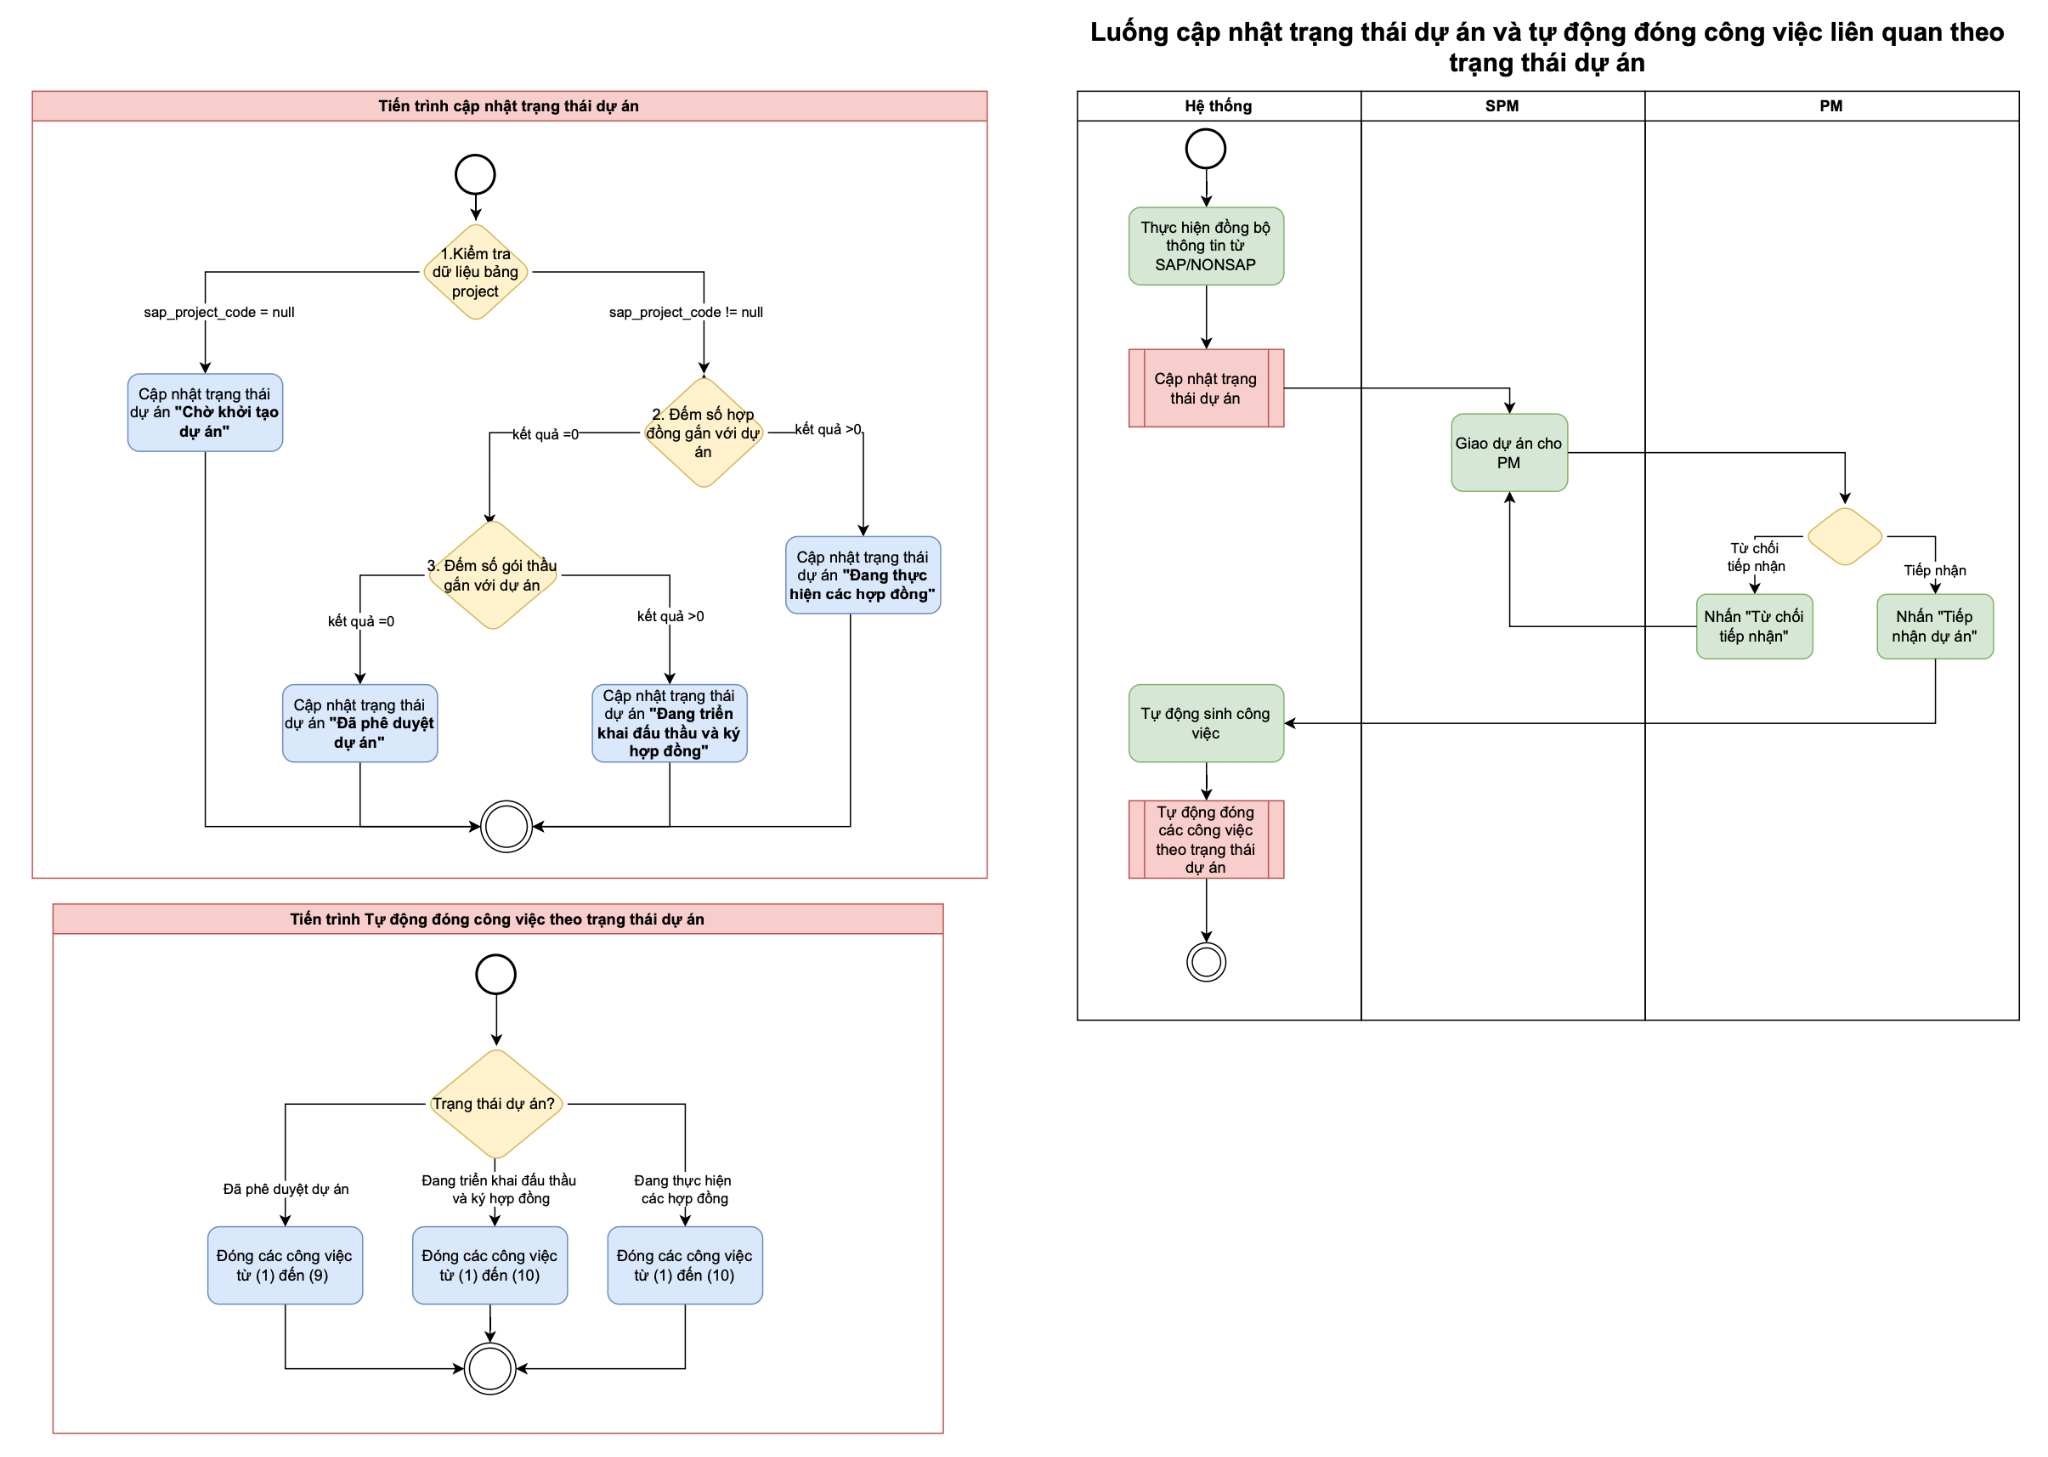 Luống cập nhật trạng thái dự án và tự động đóng công việc liên quan theo
trạng thái dự án
Tiến trình cập nhật trạng thái dự án
1.Kiểm tra
dữ liệu bảng
project
sap_project_code = null
sap_project_code != null
Cập nhật trạng thái
dự án "Chờ khởi tạo
dự án"
2. Đếm số hợp
đồng gắn với dự
án
kết quả =0
kết quả >0
3. Đếm số gói thầu
gắn với dự án
Cập nhật trạng thái
dự án "Đang thực
hiện các hợp đồng"
kết quả =0
kết quả >0
Cập nhật trạng thái
dự án "Đã phê duyệt
dự án"
Cập nhật trạng thái
dự án "Đang triển
khai đấu thầu và ký
hợp đồng"
Hệ thống
SPM
PM
Thực hiện đồng bộ
thông tin từ
SAP/NONSAP
Cập nhật trạng
thái dự án
Giao dự án cho
PM
Từ chối
tiếp nhận
Tiếp nhận
Nhấn "Từ chối
tiếp nhận"
Nhấn "Tiếp
nhận dự án"
Tự động sinh công
việc
Tự động đóng
các công việc
theo trạng thái
dự án
Tiến trình Tự động đóng công việc theo trạng thái dự án
Trạng thái dự án?
Đã phê duyệt dự án
Đang triển khai đấu thầu
và ký hợp đồng
Đang thực hiện
các hợp đồng
Đóng các công việc
từ (1) đến (9)
Đóng các công việc
từ (1) đến (10)
Đóng các công việc
từ (1) đến (10)